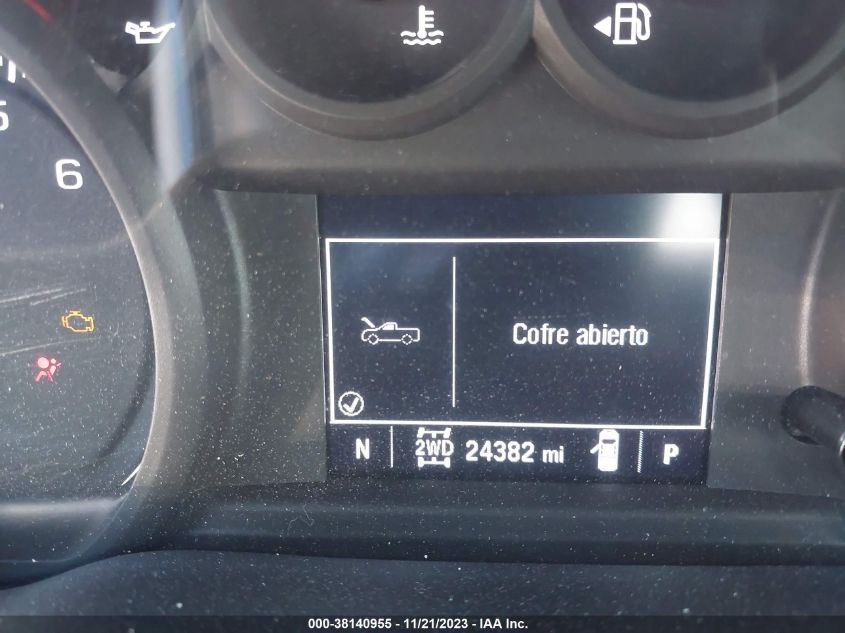 5
6
Cofre abierto
N 2WD 24382 mi P
000-38140955 - 11/21/2023 - IAA Inc.